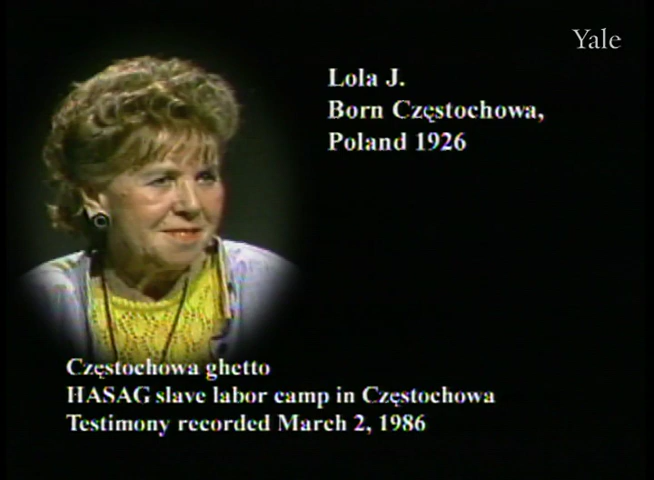 Yale
Lola J.
Born Częstochowa,
Poland 1926
Częstochowa ghetto
HASAG slave labor camp in Częstochowa
Testimony recorded March 2, 1986